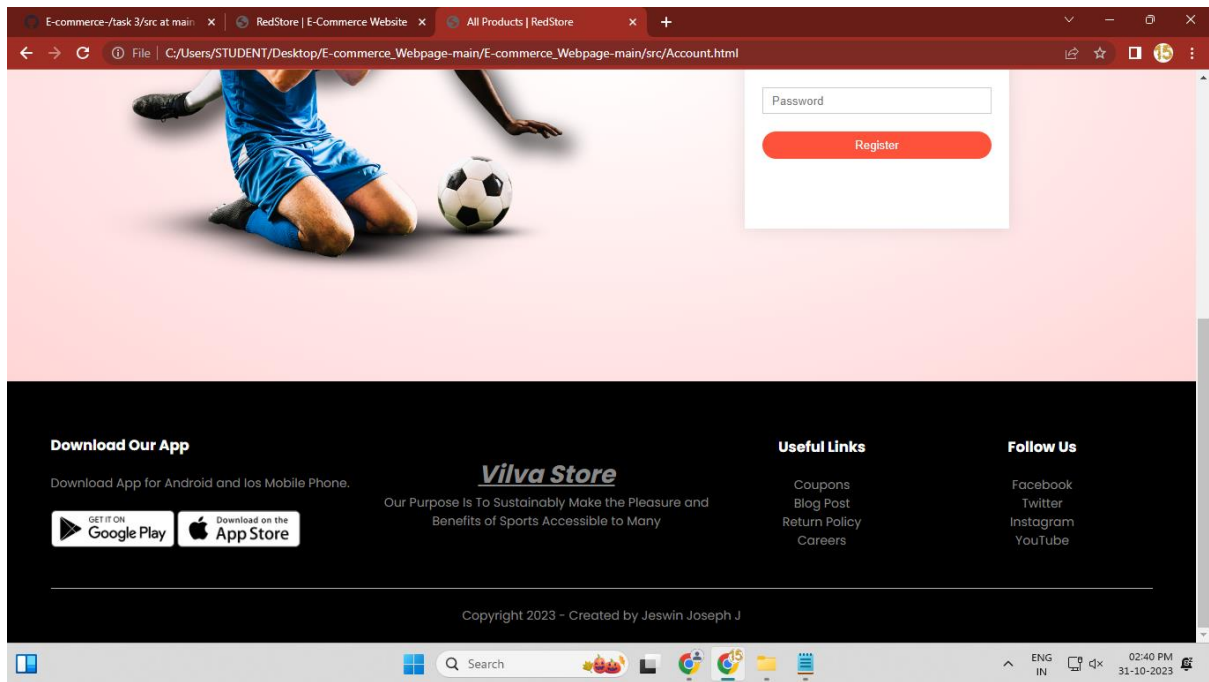 E-commerce-/task 3/src at main
RedStore | E-Commerce Website
All Products | RedStore
File | C:/Users/STUDENT/Desktop/E-commerce_Webpage-main/E-commerce_Webpage-main/src/Account.html
15
Password
Register
Download Our App
Download App for Android and Ios Mobile Phone.
GET IT ON
Google Play
Download on the
App Store
Vilva Store
Our Purpose Is To Sustainably Make the Pleasure and
Benefits of Sports Accessible to Many
Useful Links
Coupons
Blog Post
Return Policy
Careers
Follow Us
Facebook
Twitter
Instagram
YouTube
Copyright 2023 - Created by Jeswin Joseph J
Search
15
ENG
IN
02:40 PM
31-10-2023